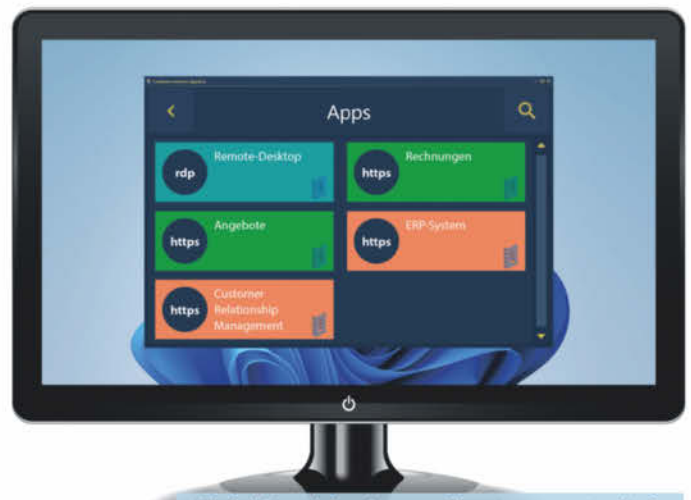 Apps
rdp
Remote-Desktop
https
Rechnungen
https
Angebote
https
ERP-System
https
Customer
Relationship
Management